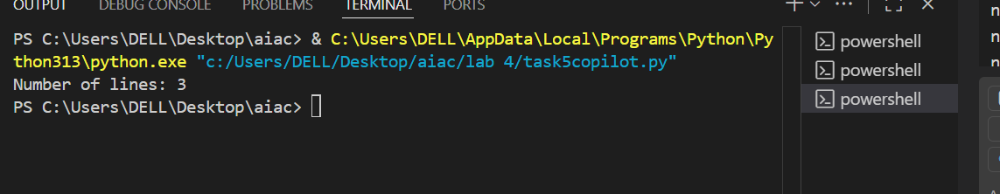 OUTPUT DEBUG CONSOLE PROBLEMS TERMINAL PORTS
PS C:\Users\DELL\Desktop\aiac> & C:\Users\DELL\AppData\Local\Programs\Python\Py
thon313\python.exe "c:/Users/DELL/Desktop/aiac/lab 4/task5copilot.py"
Number of lines: 3
PS C:\Users\DELL\Desktop\aiac>
powershell
powershell
powershell